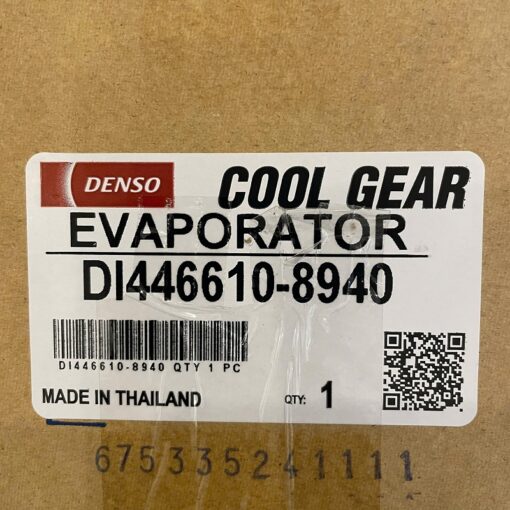 DENSO COOL GEAR
EVAPORATOR
DI446610-8940
DI446610-8940 QTY 1 PC
MADE IN THAILAND QTY: 1
675335241111